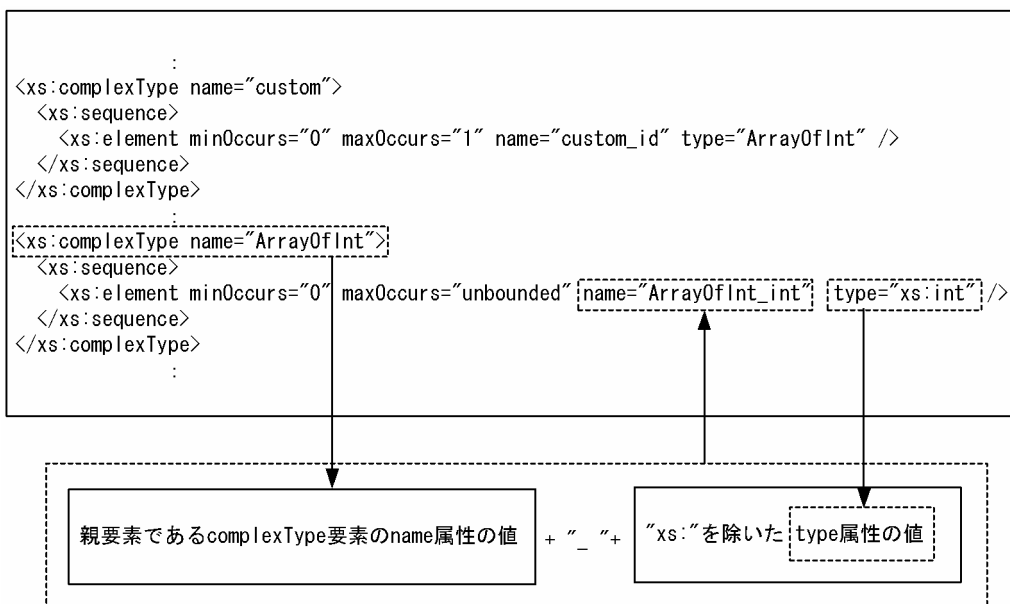 :
<xs:complexType name="custom">
<xs:sequence>
<xs:element minOccurs="0" maxOccurs="1" name="custom_id" type="ArrayOfInt" />
</xs:sequence>
</xs:complexType>
:
<xs:complexType name="ArrayOfInt">
<xs:sequence>
<xs:element minOccurs="0" maxOccurs="unbounded" name="ArrayOfInt_int" type="xs:int" />
</xs:sequence>
</xs:complexType>
:
親要素であるcomplexType要素のname属性の値 + "_ "+ "xs:"を除いた type属性の値